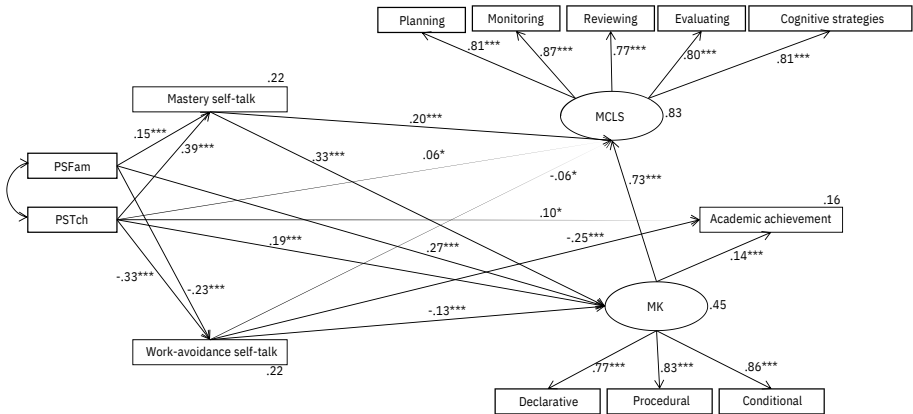 Planning
Monitoring
Reviewing
Evaluating
Cognitive strategies
.81***
.87***
.77***
.80***
.81***
.22
Mastery self-talk
MCLS
.83
.20***
.15***
.39***
.33***
.06*
-.06*
.73***
PSFam
PSTch
.16
Academic achievement
.10*
-.25***
.19***
.27***
.14***
-.33***
-.23***
-.13***
MK
.45
Work-avoidance self-talk
.22
.77***
.83***
.86***
Declarative
Procedural
Conditional